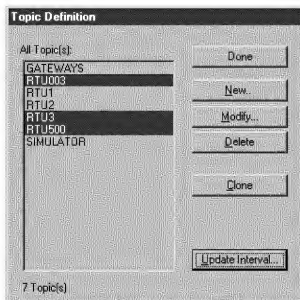 Topic Definition
All Topic(s):
GATEWAYS
RTU003
RTU1
RTU2
RTU3
RTU500
SIMULATOR
Done
New..
Modify...
Delete
Clone
Update Interval...
7 Topic(s)